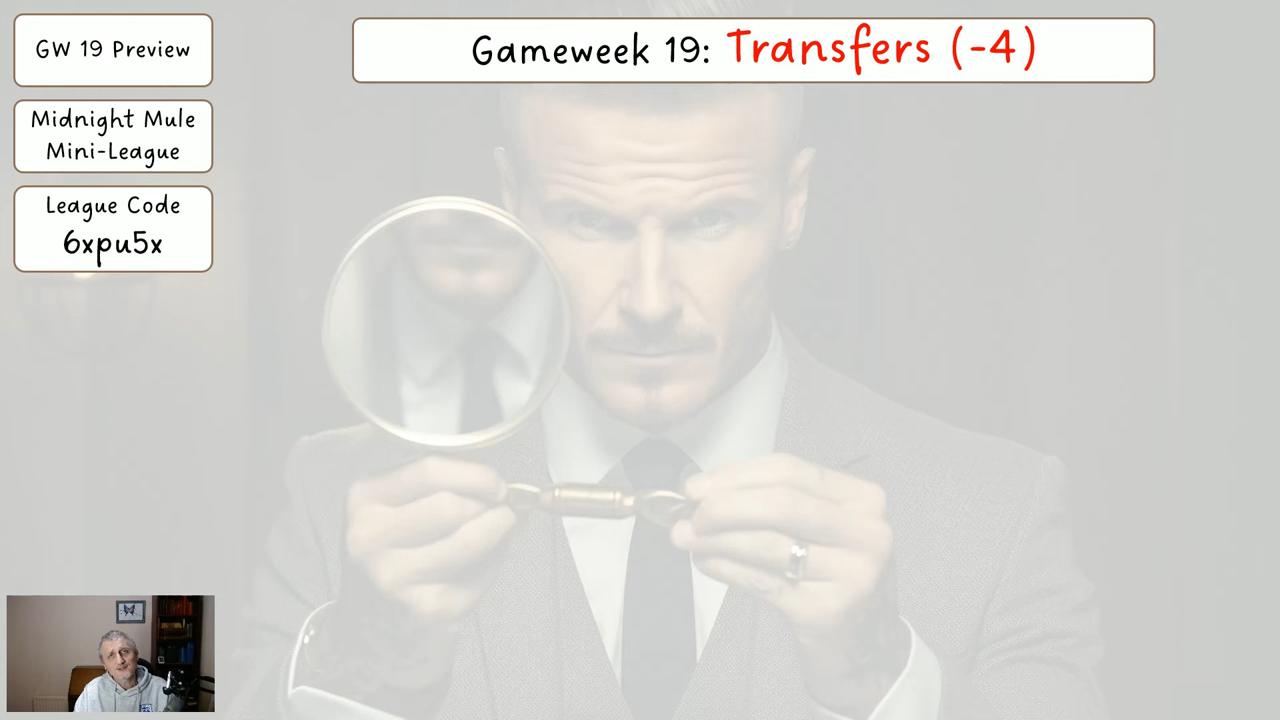 GW 19 Preview
Gameweek 19: Transfers (-4)
Midnight Mule
Mini-League
League Code
6xpu5x